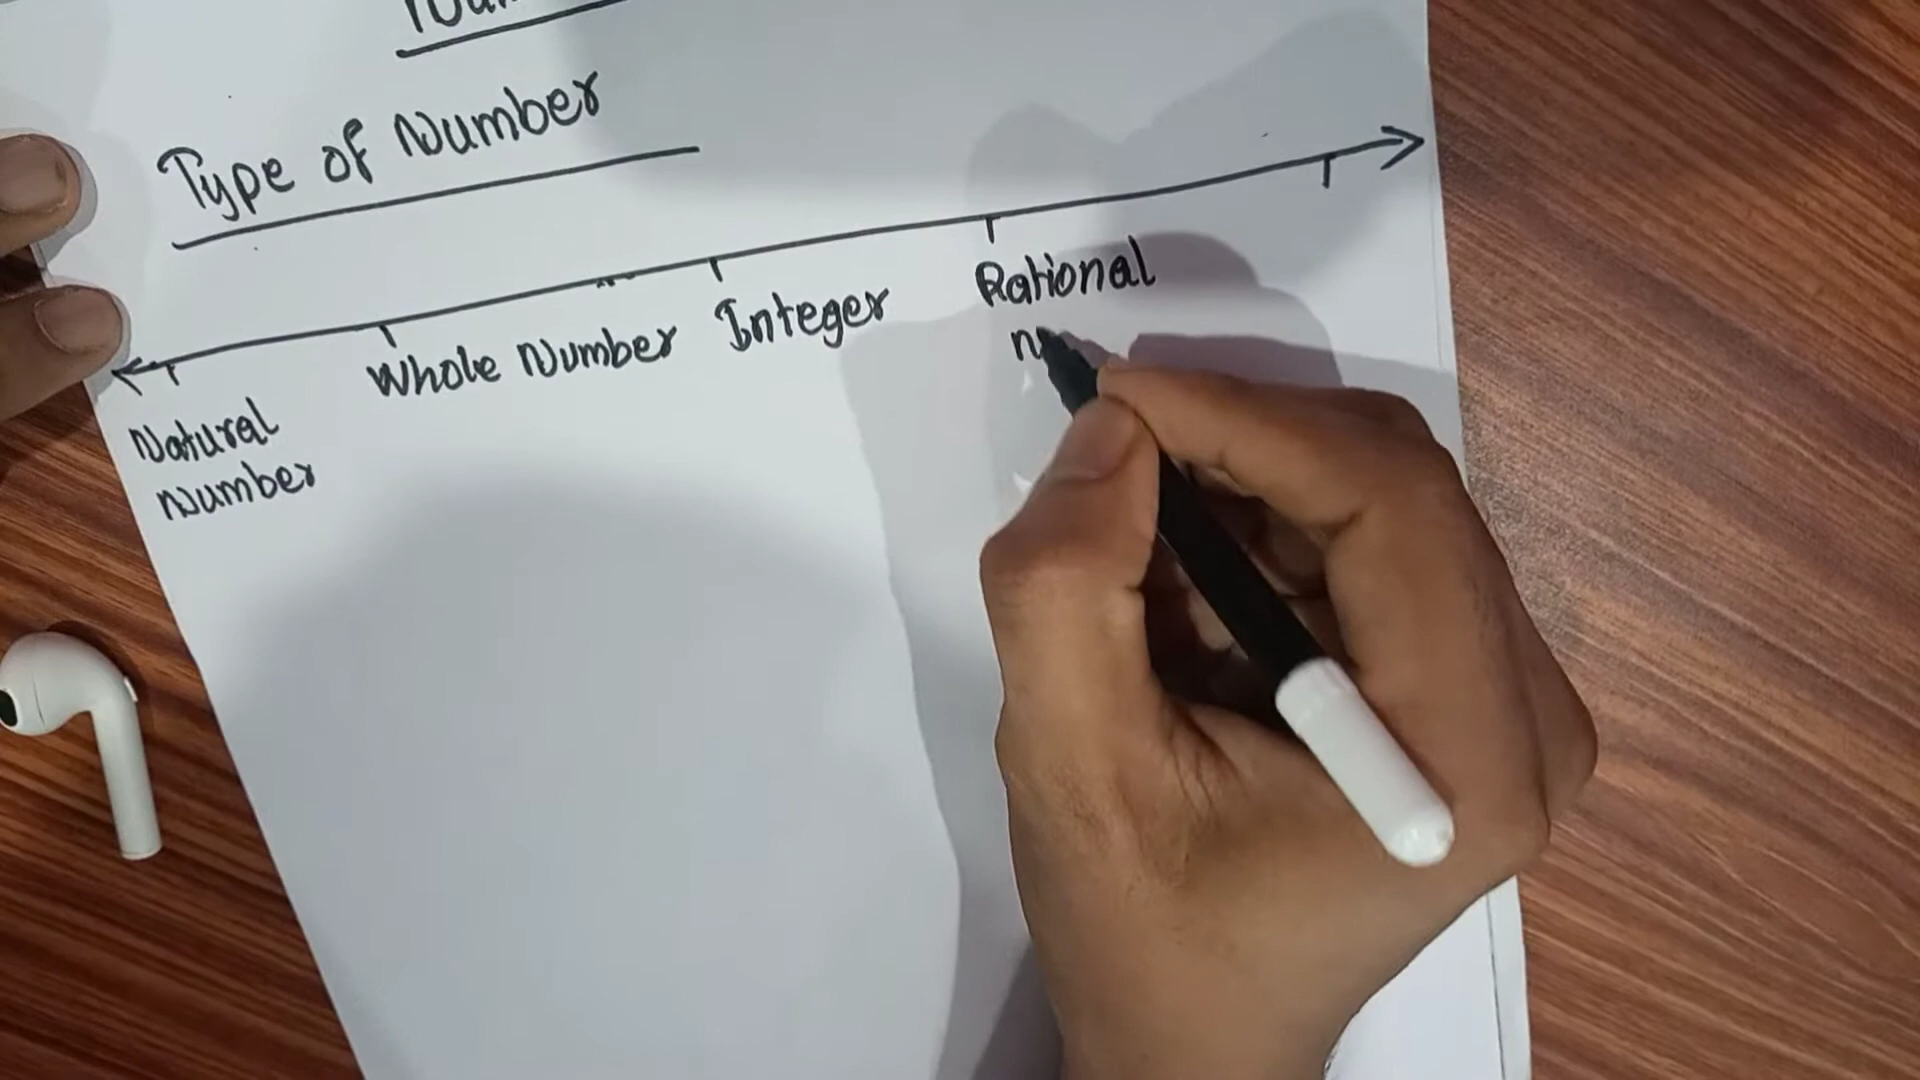 Type of Number
Natural
Number
Whole Number
Integer
Rational